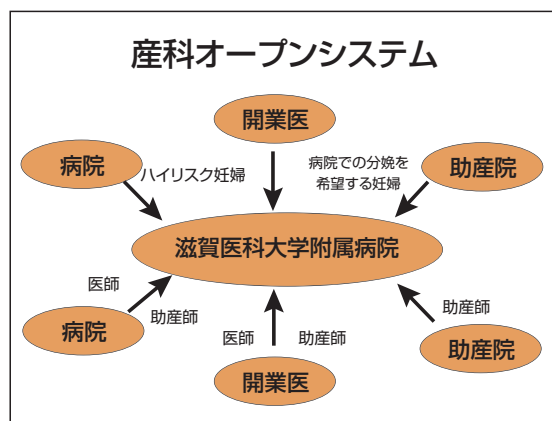 産科オープンシステム
開業医
病院
ハイリスク妊婦
病院での分娩を
希望する妊婦
助産院
滋賀医科大学附属病院
医師
助産師
病院
医師
助産師
開業医
助産師
助産院